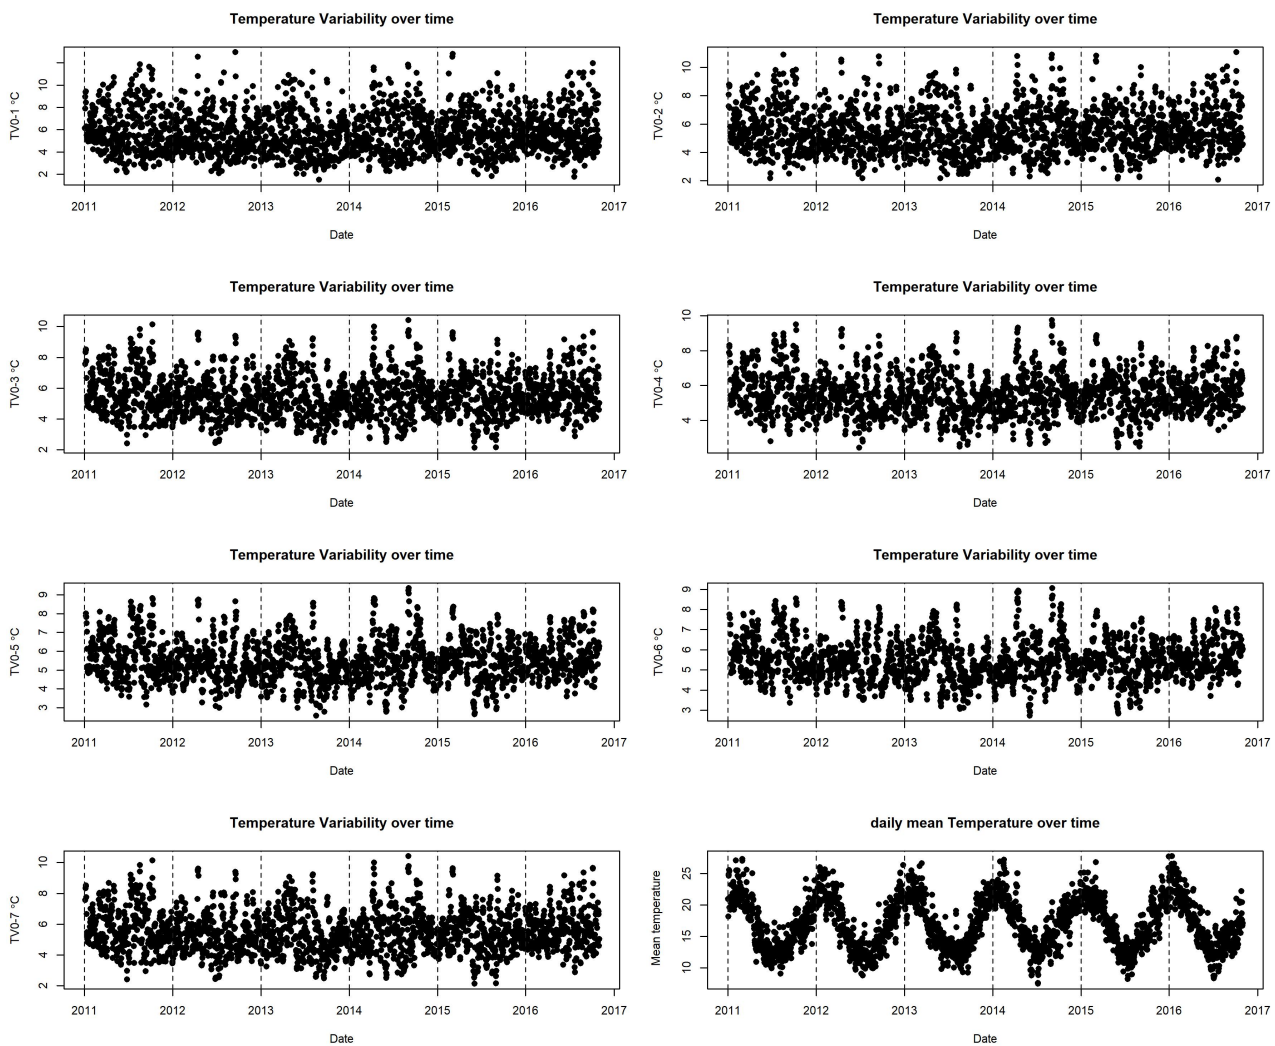 Temperature Variability over time
TV0-1 °C
2 4 6 8 10
2011 2012 2013 2014 2015 2016 2017
Date
Temperature Variability over time
TV0-2 °C
2 4 6 8 10
2011 2012 2013 2014 2015 2016 2017
Date
Temperature Variability over time
TV0-3 °C
2 4 6 8 10
2011 2012 2013 2014 2015 2016 2017
Date
Temperature Variability over time
TV0-4 °C
4 6 8 10
2011 2012 2013 2014 2015 2016 2017
Date
Temperature Variability over time
TV0-5 °C
3 4 5 6 7 8 9
2011 2012 2013 2014 2015 2016 2017
Date
Temperature Variability over time
TV0-6 °C
3 4 5 6 7 8 9
2011 2012 2013 2014 2015 2016 2017
Date
Temperature Variability over time
TV0-7 °C
2 4 6 8 10
2011 2012 2013 2014 2015 2016 2017
Date
daily mean Temperature over time
Mean temperature
10 15 20 25
2011 2012 2013 2014 2015 2016 2017
Date